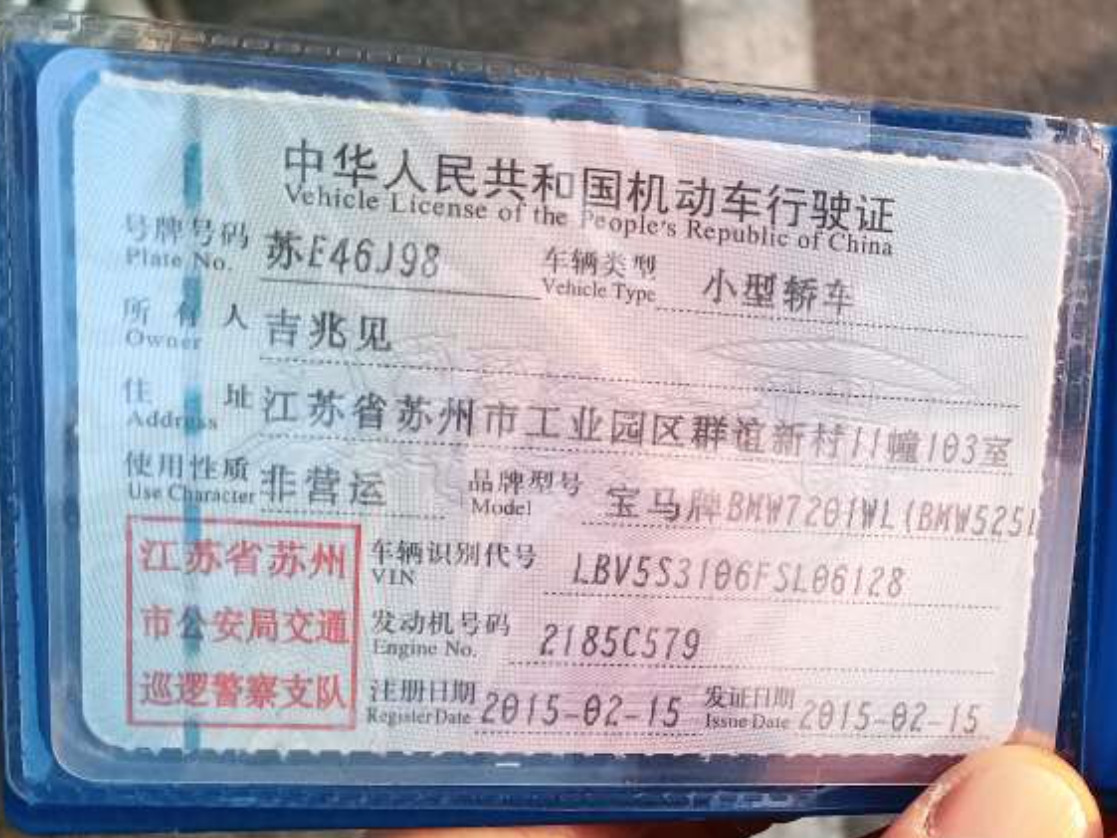 中华人民共和国机动车行驶证
Vehicle License of the People's Republic of China
号牌号码 苏E46J98 车辆类型 小型轿车
Plate No. Vehicle Type
所有人 吉兆见
Owner
住址 江苏省苏州市工业园区群谊新村11幢103室
Address
使用性质 非营运 品牌型号 宝马牌BMW7201WL(BMW525l
Use Character Model
江苏省苏州
市公安局交通
巡逻警察支队
车辆识别代号 LBV5S3106FSL06128
VIN
发动机号码 2185C579
Engine No.
注册日期 2015-02-15 发证日期 2015-02-15
Register Date Issue Date